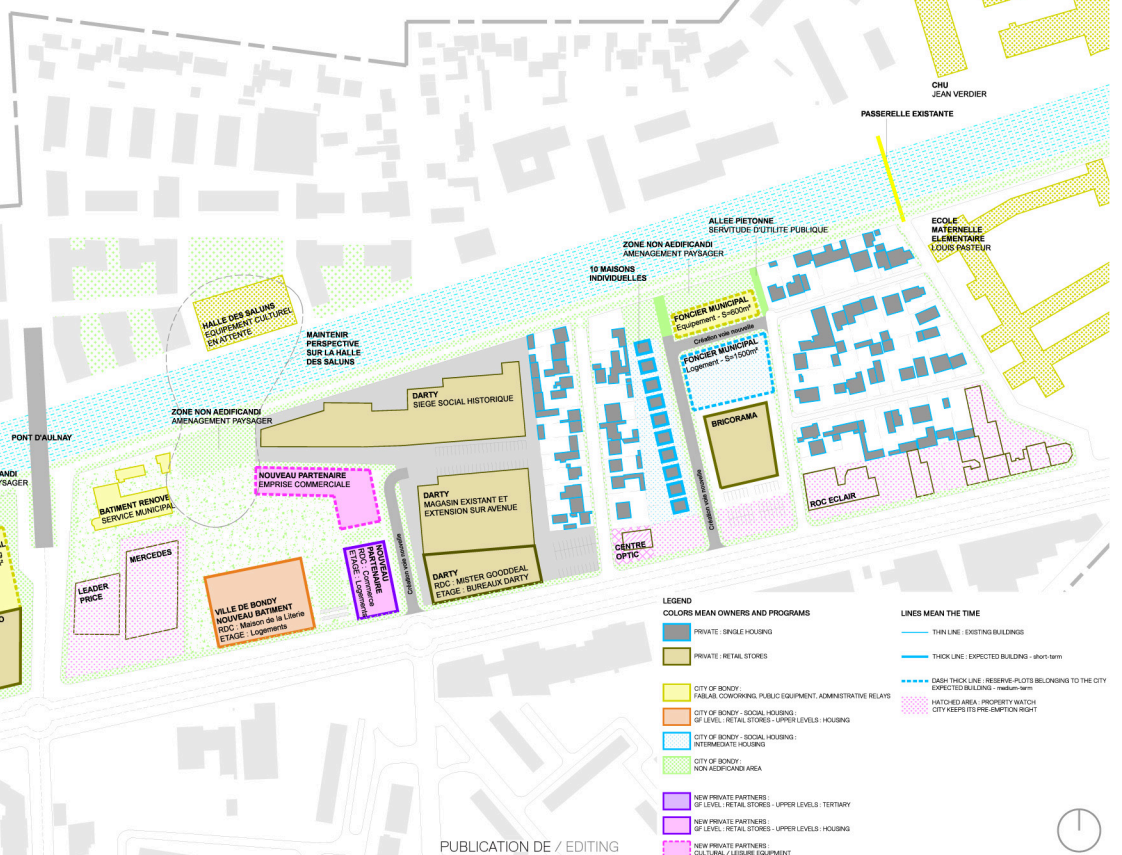 CHU
JEAN VERDIER
PASSERELLE EXISTANTE
ALLEE PIETONNE
SERVITUDE D'UTILITE PUBLIQUE
ECOLE
MATERNELLE
ELEMENTAIRE
LOUIS PASTEUR
ZONE NON AEDIFICANDI
AMENAGEMENT PAYSAGER
10 MAISONS
INDIVIDUELLES
HALLE DES SALUNS
EQUIPEMENT CULTUREL
EN ATTENTE
FONCIER MUNICIPAL
Equipement - S=600m²
Création voie nouvelle
FONCIER MUNICIPAL
Logement - S=1500m²
MAINTENIR
PERSPECTIVE
SUR LA HALLE
DES SALUNS
DARTY
SIEGE SOCIAL HISTORIQUE
ZONE NON AEDIFICANDI
AMENAGEMENT PAYSAGER
BRICORAMA
PONT D'AULNAY
ANDI
YSAGER
NOUVEAU PARTENAIRE
EMPRISE COMMERCIALE
BATIMENT RENOVE
SERVICE MUNICIPAL
DARTY
MAGASIN EXISTANT ET
EXTENSION SUR AVENUE
Création voie nouvelle
ROC ECLAIR
CENTRE
OPTIC
MERCEDES
LEADER
PRICE
NOUVEAU
PARTENAIRE
RDC : Commerce
ETAGE : Logements
Création voie nouvelle
DARTY
RDC : MISTER GOODDEAL
ETAGE : BUREAUX DARTY
VILLE DE BONDY
NOUVEAU BATIMENT
RDC : Maison de la Literie
ETAGE : Logements
LEGEND
COLORS MEAN OWNERS AND PROGRAMS
PRIVATE : SINGLE HOUSING
PRIVATE : RETAIL STORES
CITY OF BONDY :
FABLAB, COWORKING, PUBLIC EQUIPMENT, ADMINISTRATIVE RELAYS
CITY OF BONDY - SOCIAL HOUSING :
GF LEVEL : RETAIL STORES - UPPER LEVELS : HOUSING
CITY OF BONDY - SOCIAL HOUSING :
INTERMEDIATE HOUSING
CITY OF BONDY :
NON AEDIFICANDI AREA
NEW PRIVATE PARTNERS :
GF LEVEL : RETAIL STORES - UPPER LEVELS : TERTIARY
NEW PRIVATE PARTNERS :
GF LEVEL : RETAIL STORES - UPPER LEVELS : HOUSING
NEW PRIVATE PARTNERS :
CULTURAL / LEISURE EQUIPMENT
LINES MEAN THE TIME
THIN LINE : EXISTING BUILDINGS
THICK LINE : EXPECTED BUILDING - short-term
DASH THICK LINE : RESERVE-PLOTS BELONGING TO THE CITY
EXPECTED BUILDING - medium-term
HATCHED AREA : PROPERTY WATCH
CITY KEEPS ITS PRE-EMPTION RIGHT
PUBLICATION DE / EDITING